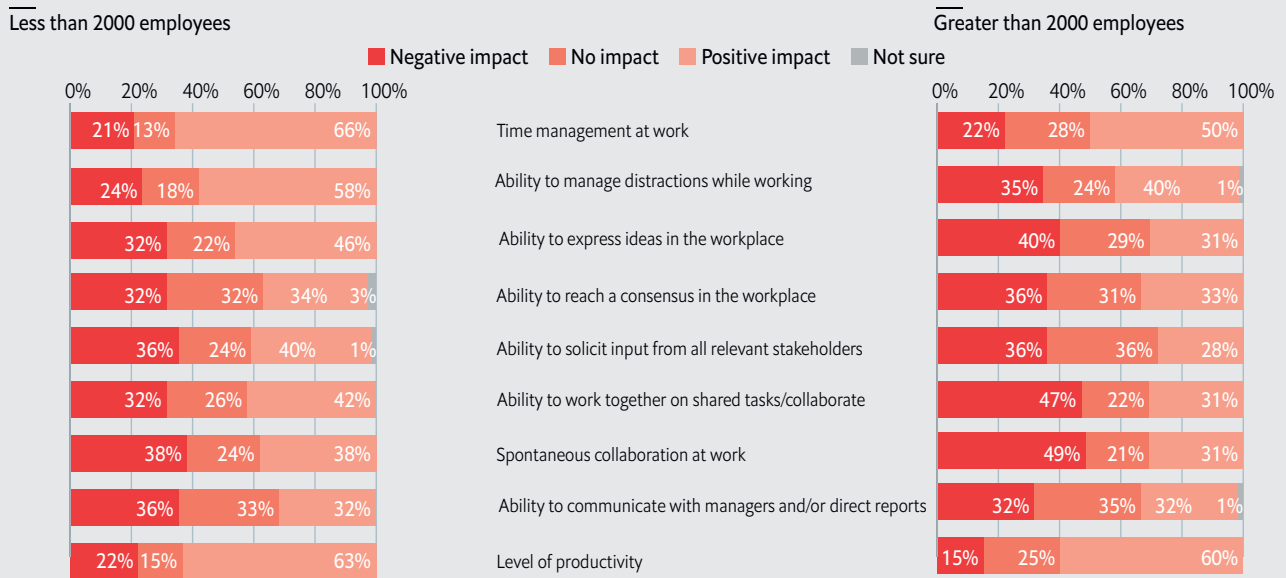 Less than 2000 employees
Greater than 2000 employees
Negative impact No impact Positive impact Not sure
0% 20% 40% 60% 80% 100%
0% 20% 40% 60% 80% 100%
21% 13% 66% Time management at work 22% 28% 50%
24% 18% 58% Ability to manage distractions while working 35% 24% 40% 1%
32% 22% 46% Ability to express ideas in the workplace 40% 29% 31%
32% 32% 34% 3% Ability to reach a consensus in the workplace 36% 31% 33%
36% 24% 40% 1% Ability to solicit input from all relevant stakeholders 36% 36% 28%
32% 26% 42% Ability to work together on shared tasks/collaborate 47% 22% 31%
38% 24% 38% Spontaneous collaboration at work 49% 21% 31%
36% 33% 32% Ability to communicate with managers and/or direct reports 32% 35% 32% 1%
22% 15% 63% Level of productivity 15% 25% 60%